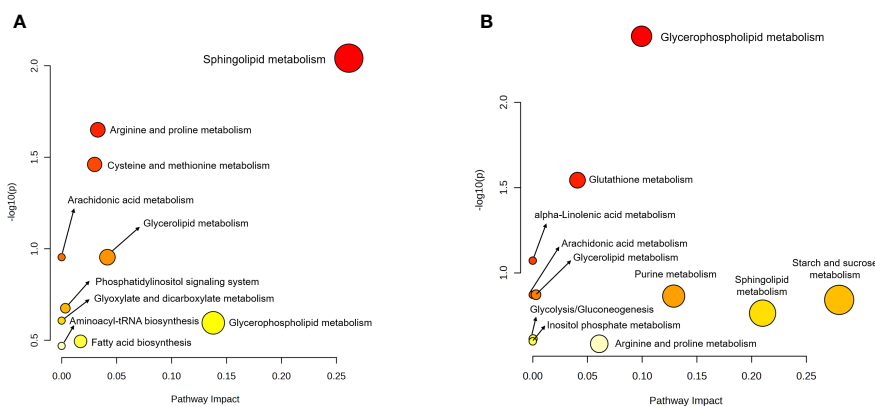 A
Sphingolipid metabolism
2.0
Arginine and proline metabolism
1.5
Cysteine and methionine metabolism
Arachidonic acid metabolism
-log10(p)
Glycerolipid metabolism
1.0
Phosphatidylinositol signaling system
Glyoxylate and dicarboxylate metabolism
Aminoacyl-tRNA biosynthesis
Glycerophospholipid metabolism
0.5
Fatty acid biosynthesis
0.00 0.05 0.10 0.15 0.20 0.25
Pathway Impact
B
Glycerophospholipid metabolism
2.0
Glutathione metabolism
1.5
-log10(p)
alpha-Linolenic acid metabolism
Arachidonic acid metabolism
Glycerolipid metabolism
1.0
Purine metabolism
Sphingolipid
metabolism
Starch and sucrose
metabolism
Glycolysis/Gluconeogenesis
Inositol phosphate metabolism
Arginine and proline metabolism
0.00 0.05 0.10 0.15 0.20 0.25
Pathway Impact